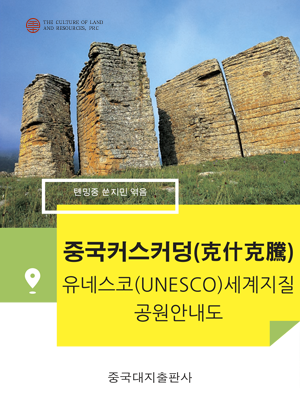 THE CULTURE OF LAND
AND RESOURCES, PRC
텐밍중 쑨지민 엮음
중국커스커덩(克什克騰)
유네스코(UNESCO)세계지질
공원안내도
중국대지출판사